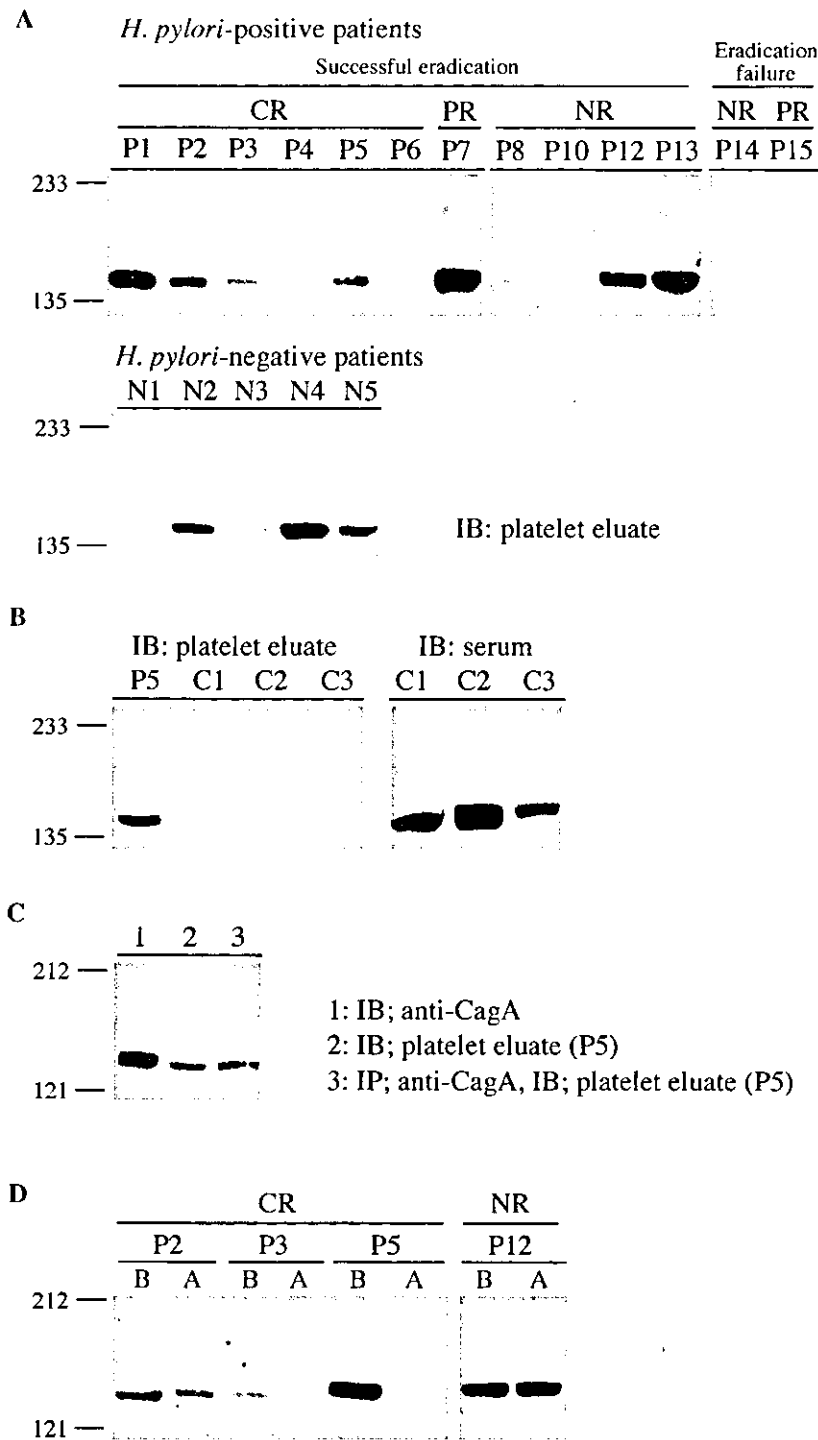 A
H. pylori-positive patients
Successful eradication
Eradication
failure
CR PR NR NR PR
P1 P2 P3 P4 P5 P6 P7 P8 P10 P12 P13 P14 P15
233
135
H. pylori-negative patients
N1 N2 N3 N4 N5
233
135
IB: platelet eluate
B
IB: platelet eluate IB: serum
P5 C1 C2 C3 C1 C2 C3
233
135
C
1 2 3
212
121
1: IB; anti-CagA
2: IB; platelet eluate (P5)
3: IP; anti-CagA, IB; platelet eluate (P5)
D
CR NR
P2 P3 P5 P12
B A B A B A B A
212
121